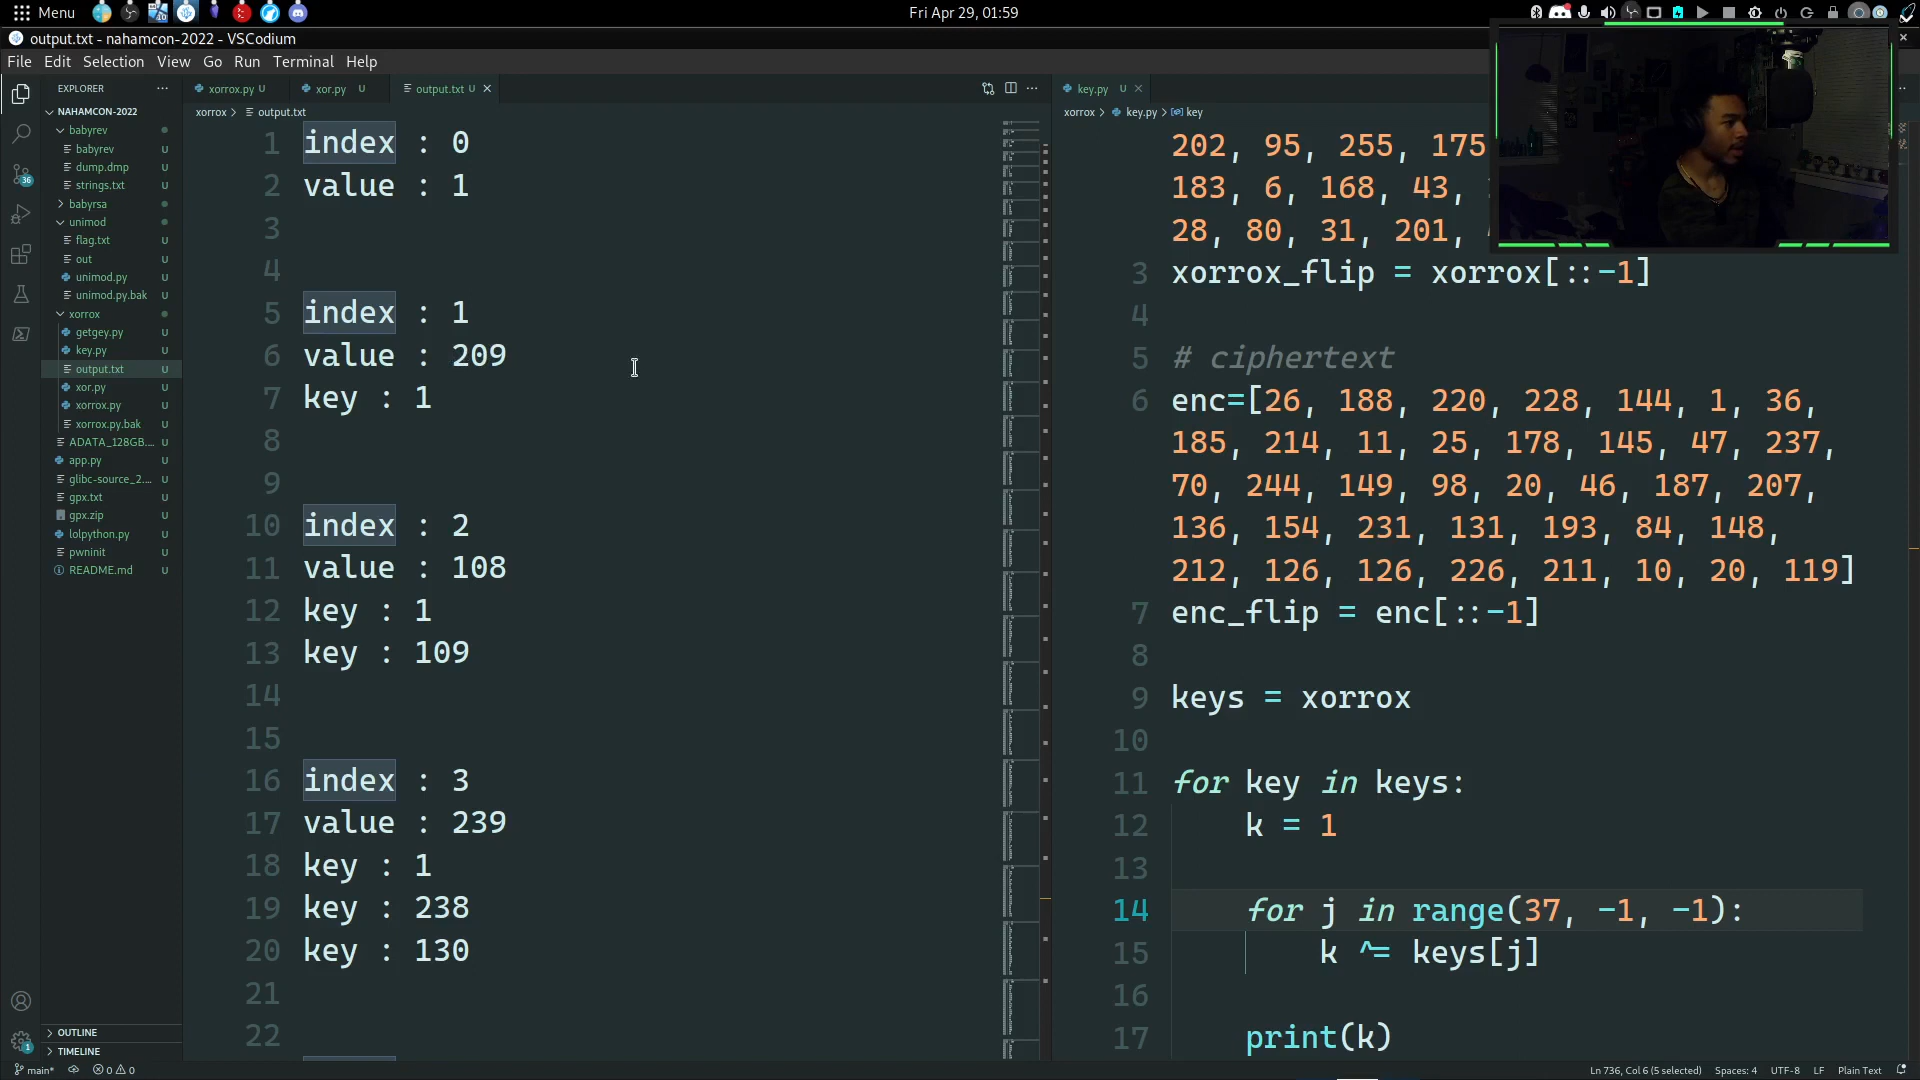 Menu
Fri Apr 29, 01:59
output.txt - nahamcon-2022 - VSCodium
File Edit Selection View Go Run Terminal Help
EXPLORER
NAHAMCON-2022
babyrev
babyrev U
dump.dmp U
strings.txt U
babyrsa
unimod
flag.txt U
out U
unimod.py U
unimod.py.bak U
xorrox
getgey.py U
key.py U
output.txt U
xor.py U
xorrox.py U
xorrox.py.bak U
ADATA_128GB.... U
app.py U
glibc-source_2.... U
gpx.txt U
gpx.zip U
lolpython.py U
pwninit U
README.md U
OUTLINE
TIMELINE
36
1
xorrox.py U xor.py U output.txt U
xorrox > output.txt
1 index : 0
2 value : 1
3
4
5 index : 1
6 value : 209
7 key : 1
8
9
10 index : 2
11 value : 108
12 key : 1
13 key : 109
14
15
16 index : 3
17 value : 239
18 key : 1
19 key : 238
20 key : 130
21
22
key.py U
xorrox > key.py > key
202, 95, 255, 175
183, 6, 168, 43,
28, 80, 31, 201,
3 xorrox_flip = xorrox[::-1]
4
5 # ciphertext
6 enc=[26, 188, 220, 228, 144, 1, 36,
185, 214, 11, 25, 178, 145, 47, 237,
70, 244, 149, 98, 20, 46, 187, 207,
136, 154, 231, 131, 193, 84, 148,
212, 126, 126, 226, 211, 10, 20, 119]
7 enc_flip = enc[::-1]
8
9 keys = xorrox
10
11 for key in keys:
12 k = 1
13
14 for j in range(37, -1, -1):
15 k ^= keys[j]
16
17 print(k)
main* 0 0
Ln 736, Col 6 (5 selected) Spaces: 4 UTF-8 LF Plain Text